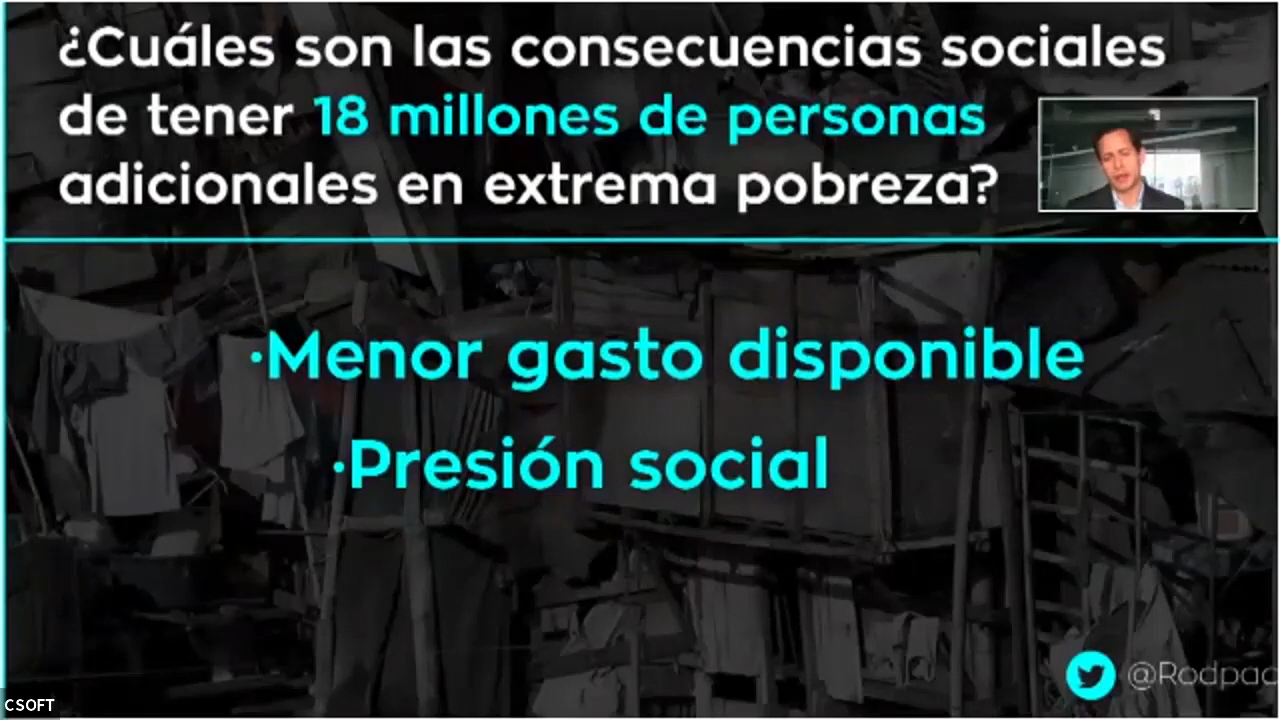 ¿Cuáles son las consecuencias sociales
de tener 18 millones de personas
adicionales en extrema pobreza?
·Menor gasto disponible
·Presión social
@Rodpac
CSOFT